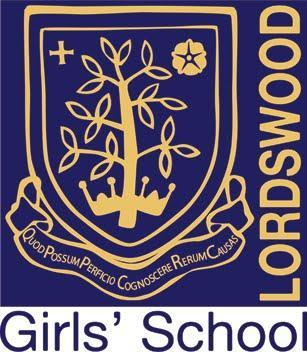 LORDSWOOD
QUOD POSSUM PERFICIO COGNOSCERE RERUM CAUSAS
Girls' School